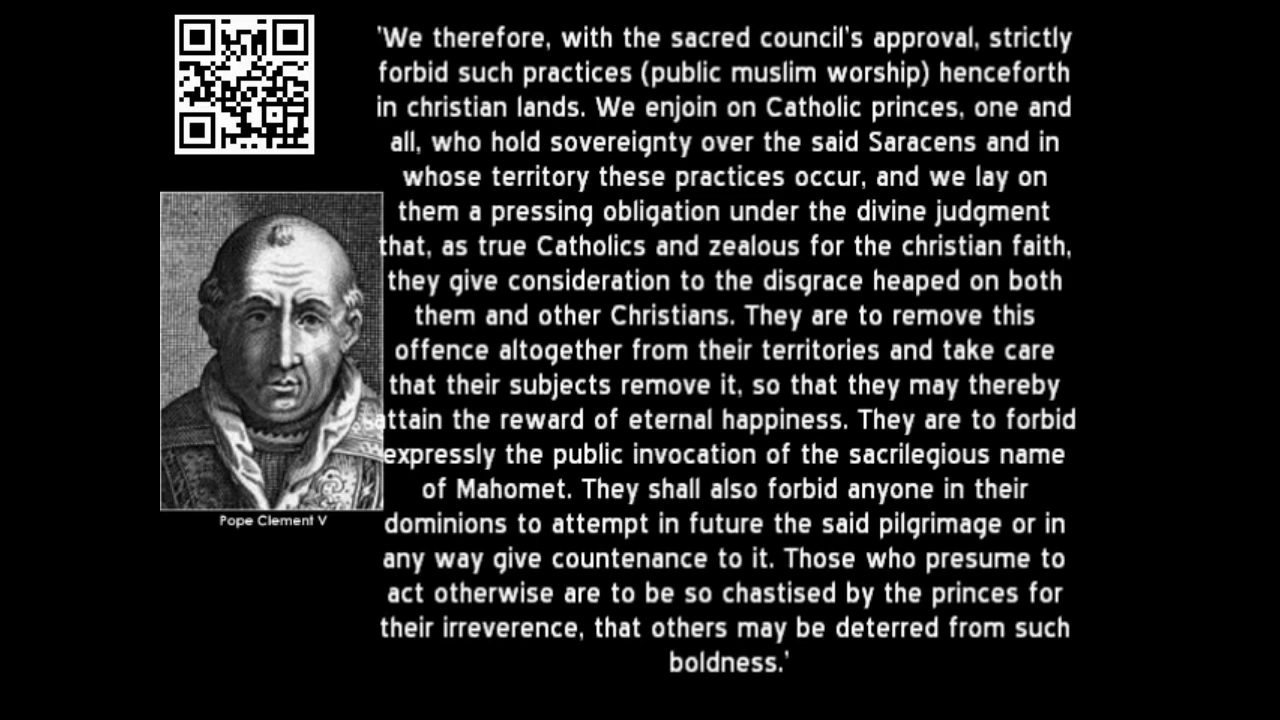 'We therefore, with the sacred council's approval, strictly
forbid such practices (public muslim worship) henceforth
in christian lands. We enjoin on Catholic princes, one and
all, who hold sovereignty over the said Saracens and in
whose territory these practices occur, and we lay on
them a pressing obligation under the divine judgment
that, as true Catholics and zealous for the christian faith,
they give consideration to the disgrace heaped on both
them and other Christians. They are to remove this
offence altogether from their territories and take care
that their subjects remove it, so that they may thereby
attain the reward of eternal happiness. They are to forbid
expressly the public invocation of the sacrilegious name
of Mahomet. They shall also forbid anyone in their
dominions to attempt in future the said pilgrimage or in
any way give countenance to it. Those who presume to
act otherwise are to be so chastised by the princes for
their irreverence, that others may be deterred from such
boldness.'
Pope Clement V